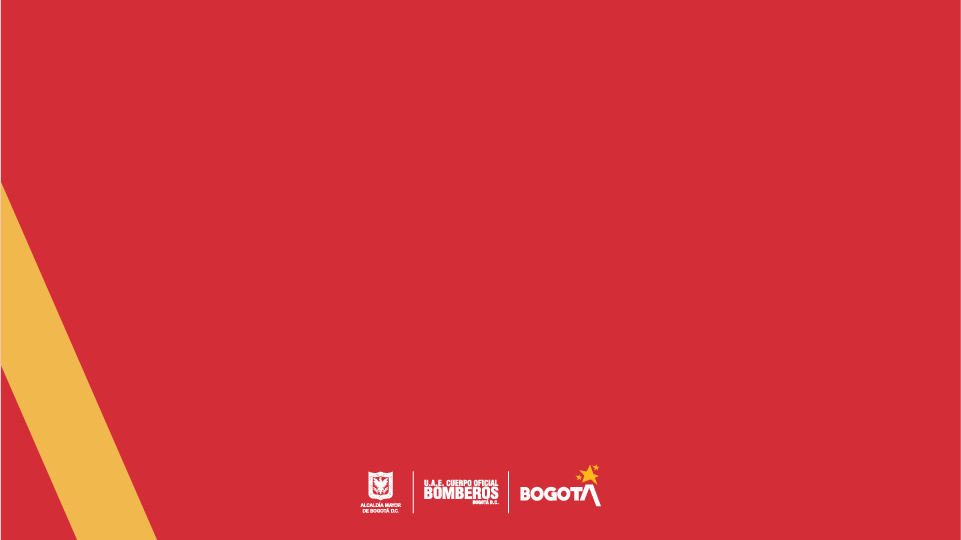 ALCALDÍA MAYOR
DE BOGOTÁ D.C.
U.A.E. CUERPO OFICIAL
BOMBEROS
BOGOTÁ D.C.
BOGOTÁ